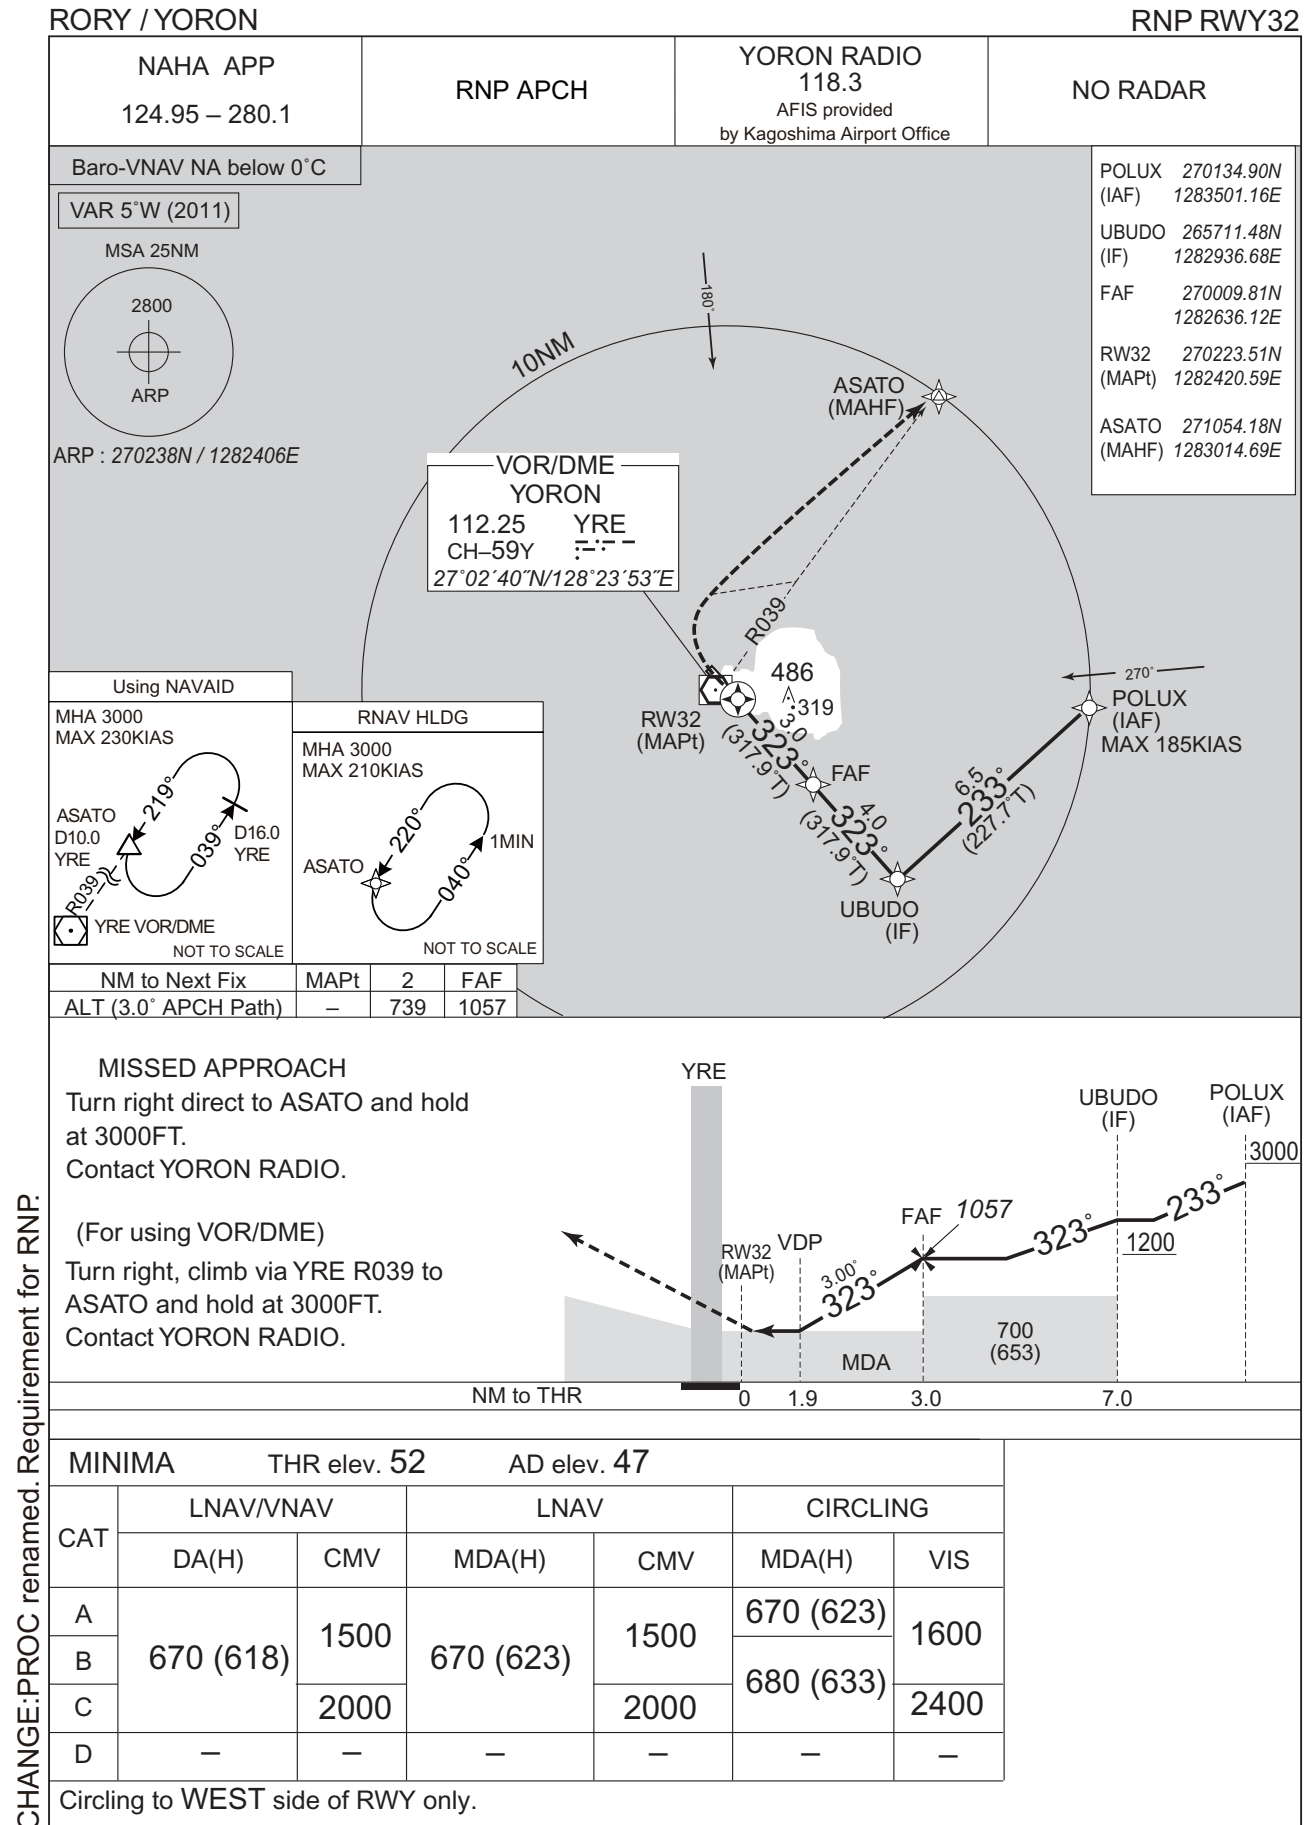 RORY / YORON
RNP RWY32
NAHA APP
124.95 – 280.1
RNP APCH
YORON RADIO
118.3
AFIS provided
by Kagoshima Airport Office
NO RADAR
Baro-VNAV NA below 0˚C
VAR 5˚W (2011)
MSA 25NM
2800
ARP
ARP : 270238N / 1282406E
POLUX 270134.90N
(IAF) 1283501.16E
UBUDO 265711.48N
(IF) 1282936.68E
FAF 270009.81N
1282636.12E
RW32 270223.51N
(MAPt) 1282420.59E
ASATO 271054.18N
(MAHF) 1283014.69E
180˚
10NM
ASATO
(MAHF)
VOR/DME
YORON
112.25 YRE
CH–59Y
27˚02´40˝N/128˚23´53˝E
R039
486
319
RW32
(MAPt)
3.0
323˚
(317.9˚T)
FAF
4.0
323˚
(317.9˚T)
UBUDO
(IF)
6.5
233˚
(227.7˚T)
270˚
POLUX
(IAF)
MAX 185KIAS
Using NAVAID
MHA 3000
MAX 230KIAS
219˚
039˚
ASATO
D10.0
YRE
D16.0
YRE
R039
YRE VOR/DME
NOT TO SCALE
RNAV HLDG
MHA 3000
MAX 210KIAS
220˚
040˚
1MIN
ASATO
NOT TO SCALE
NM to Next Fix MAPt 2 FAF
ALT (3.0˚ APCH Path) – 739 1057
MISSED APPROACH
Turn right direct to ASATO and hold
at 3000FT.
Contact YORON RADIO.
(For using VOR/DME)
Turn right, climb via YRE R039 to
ASATO and hold at 3000FT.
Contact YORON RADIO.
YRE
RW32
(MAPt)
VDP
3.00˚
323˚
FAF
1057
323˚
UBUDO
(IF)
1200
233˚
POLUX
(IAF)
3000
MDA
700
(653)
NM to THR 0 1.9 3.0 7.0
MINIMA THR elev. 52 AD elev. 47
CAT LNAV/VNAV LNAV CIRCLING
DA(H) CMV MDA(H) CMV MDA(H) VIS
A 670 (618) 1500 670 (623) 1500 670 (623) 1600
B 680 (633)
C 2000 2000 2400
D – – – – – –
Circling to WEST side of RWY only.
CHANGE:PROC renamed. Requirement for RNP.